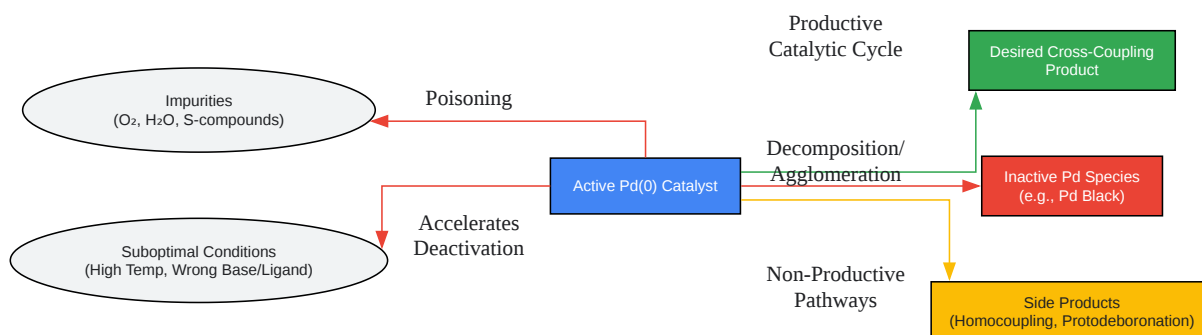 Productive
Catalytic Cycle
Desired Cross-Coupling
Product
Impurities
(O₂, H₂O, S-compounds)
Poisoning
Decomposition/
Agglomeration
Active Pd(0) Catalyst
Inactive Pd Species
(e.g., Pd Black)
Accelerates
Deactivation
Suboptimal Conditions
(High Temp, Wrong Base/Ligand)
Non-Productive
Pathways
Side Products
(Homocoupling, Protodeboronation)